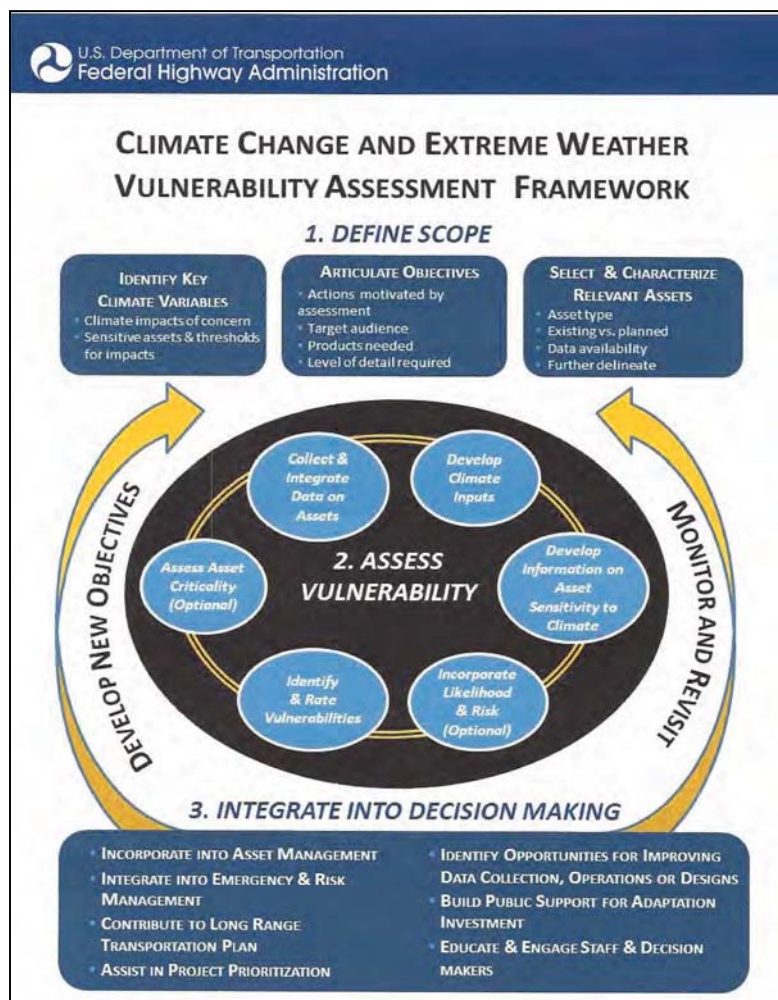 U.S. Department of Transportation
Federal Highway Administration
CLIMATE CHANGE AND EXTREME WEATHER
VULNERABILITY ASSESSMENT FRAMEWORK
1. DEFINE SCOPE
IDENTIFY KEY
CLIMATE VARIABLES
• Climate impacts of concern
• Sensitive assets & thresholds
for impacts
ARTICULATE OBJECTIVES
• Actions motivated by
assessment
• Target audience
• Products needed
• Level of detail required
SELECT & CHARACTERIZE
RELEVANT ASSETS
• Asset type
• Existing vs. planned
• Data availability
• Further delineate
DEVELOP NEW OBJECTIVES
MONITOR AND REVISIT
2. ASSESS
VULNERABILITY
Collect &
Integrate
Data on
Assets
Develop
Climate
Inputs
Develop
Information on
Asset
Sensitivity to
Climate
Incorporate
Likelihood
& Risk
(Optional)
Identify
& Rate
Vulnerabilities
Assess Asset
Criticality
(Optional)
3. INTEGRATE INTO DECISION MAKING
• INCORPORATE INTO ASSET MANAGEMENT
• INTEGRATE INTO EMERGENCY & RISK
MANAGEMENT
• CONTRIBUTE TO LONG RANGE
TRANSPORTATION PLAN
• ASSIST IN PROJECT PRIORITIZATION
• IDENTIFY OPPORTUNITIES FOR IMPROVING
DATA COLLECTION, OPERATIONS OR DESIGNS
• BUILD PUBLIC SUPPORT FOR ADAPTATION
INVESTMENT
• EDUCATE & ENGAGE STAFF & DECISION
MAKERS